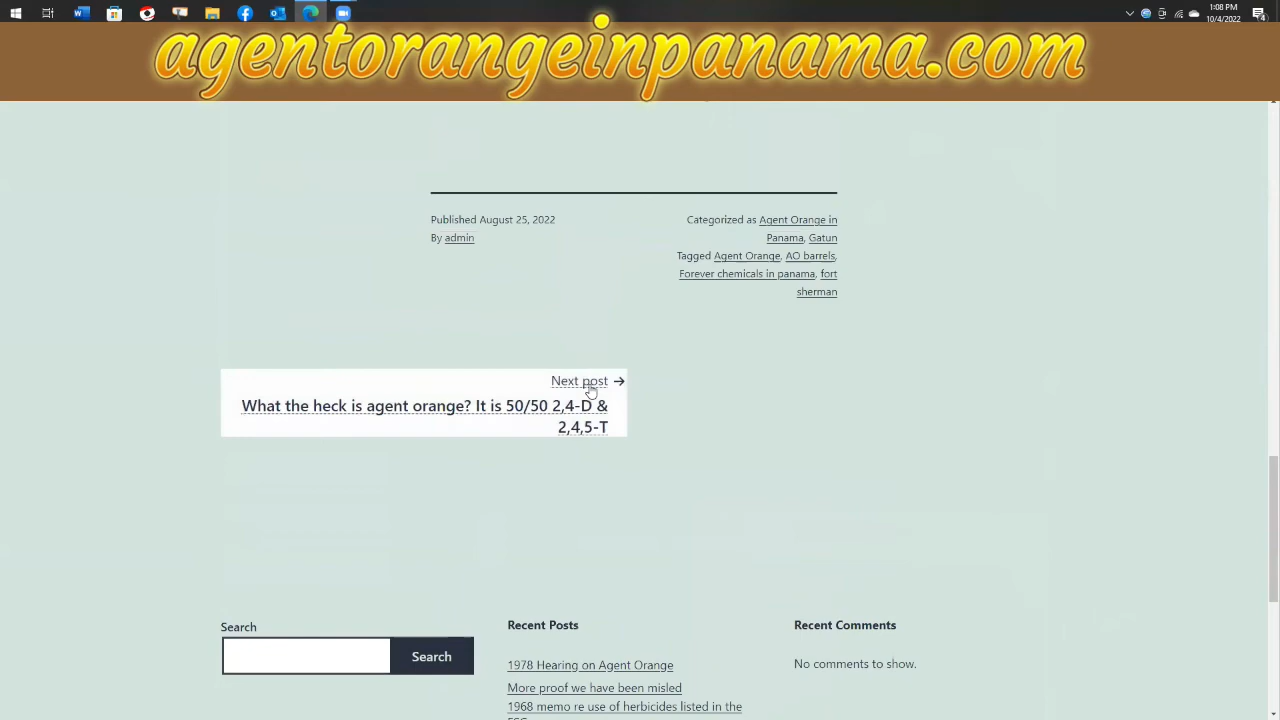 1:08 PM
10/4/2022
agentorangeinpanama.com
Published August 25, 2022
By admin
Categorized as Agent Orange in
Panama, Gatun
Tagged Agent Orange, AO barrels,
Forever chemicals in panama, fort
sherman
Next post →
What the heck is agent orange? It is 50/50 2,4-D &
2,4,5-T
Search
Search
Recent Posts
1978 Hearing on Agent Orange
More proof we have been misled
1968 memo re use of herbicides listed in the
Recent Comments
No comments to show.